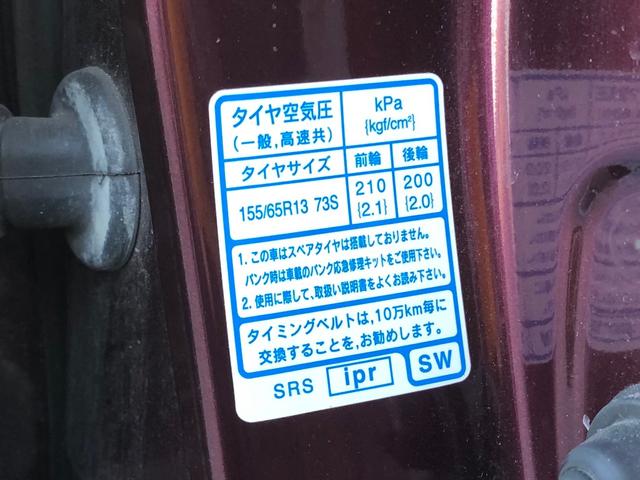 タイヤ空気圧
(一般,高速共)
kPa
{kgf/cm²}
タイヤサイズ 前輪 後輪
155/65R13 73S 210 200
{2.1} {2.0}
1. この車はスペアタイヤは搭載しておりません。
パンク時は車載のパンク応急修理キットをご使用下さい。
2. 使用に際して、取扱い説明書をよくお読み下さい。
タイミングベルトは,10万km毎に
交換することを,お勧めします。
SRS ipr SW